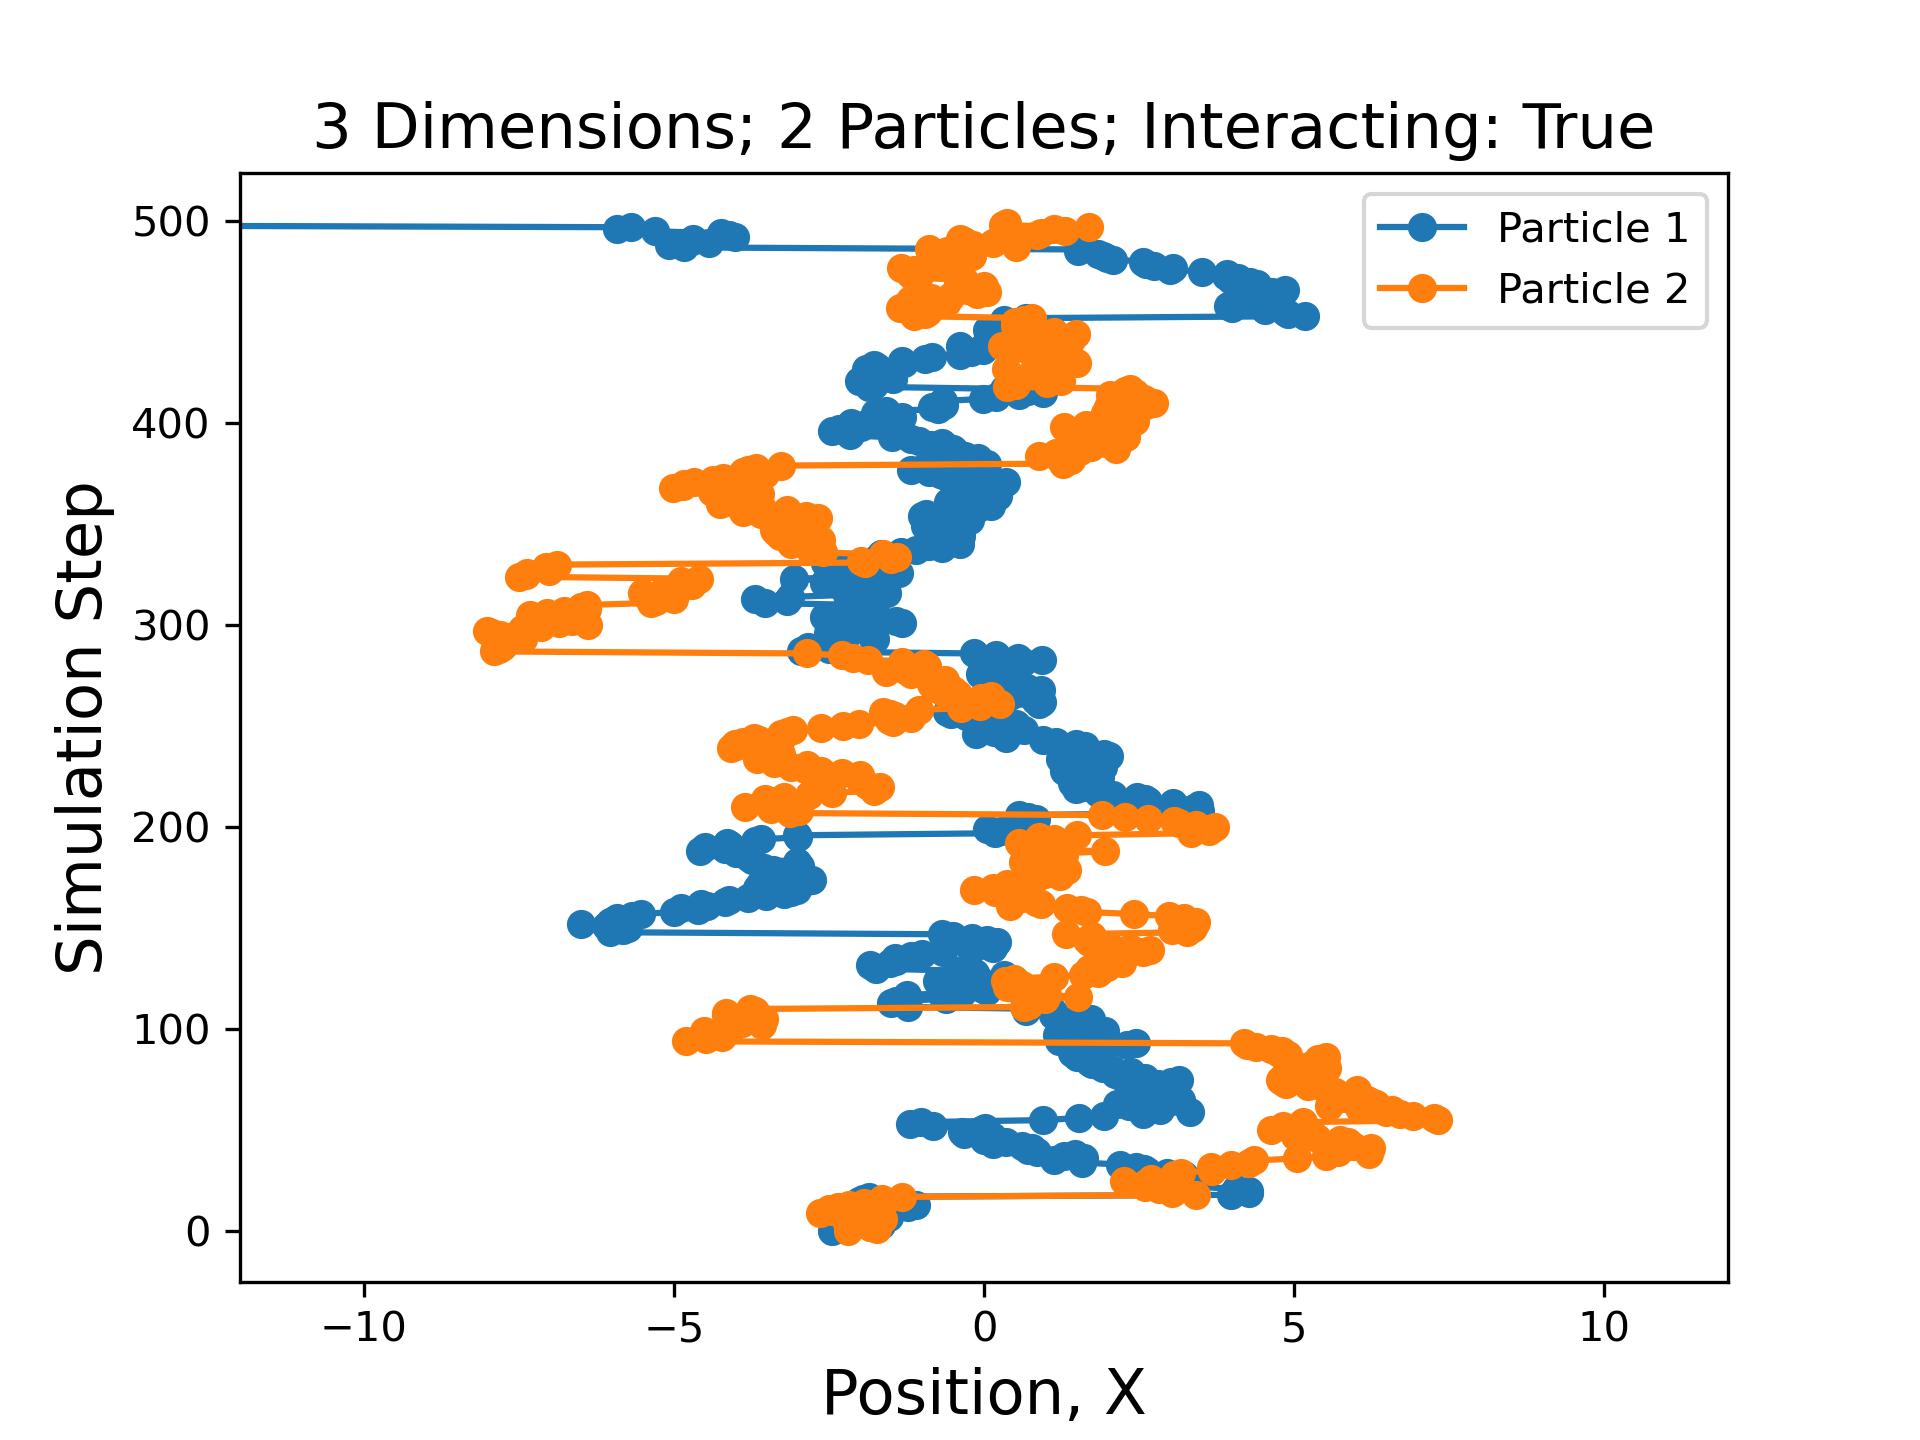 3 Dimensions; 2 Particles; Interacting: True
Particle 1
Particle 2
Simulation Step
500
400
300
200
100
0
−10
−5
0
5
10
Position, X